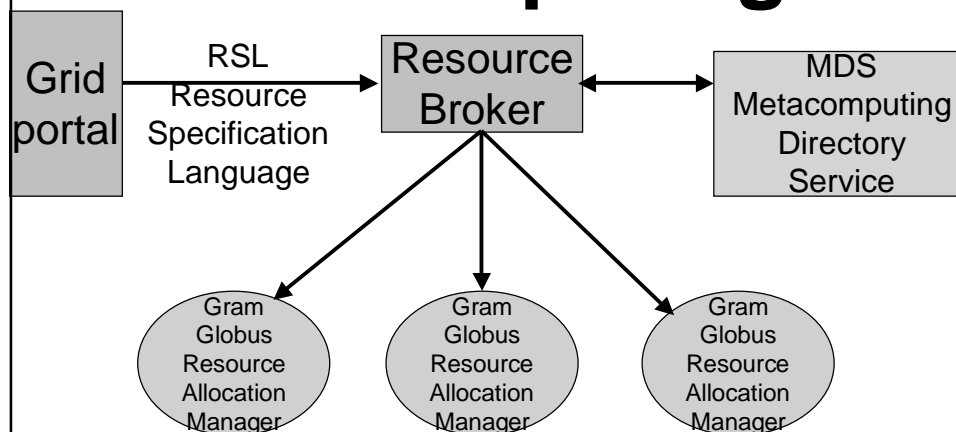 Grid
portal
RSL
Resource
Specification
Language
Resource
Broker
MDS
Metacomputing
Directory
Service
Gram
Globus
Resource
Allocation
Manager
Gram
Globus
Resource
Allocation
Manager
Gram
Globus
Resource
Allocation
Manager